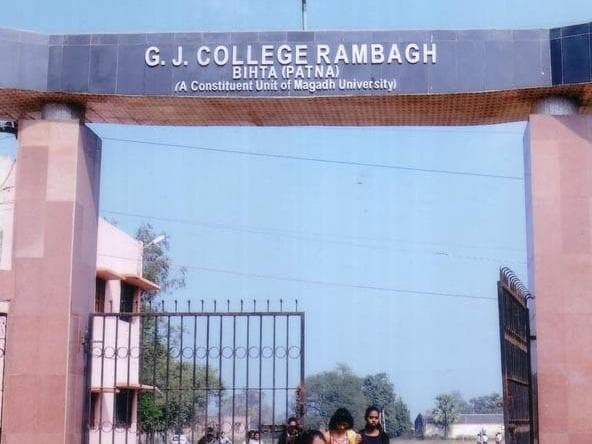 G. J. COLLEGE RAMBAGH
BIHTA (PATNA)
(A Constituent Unit of Magadh University)